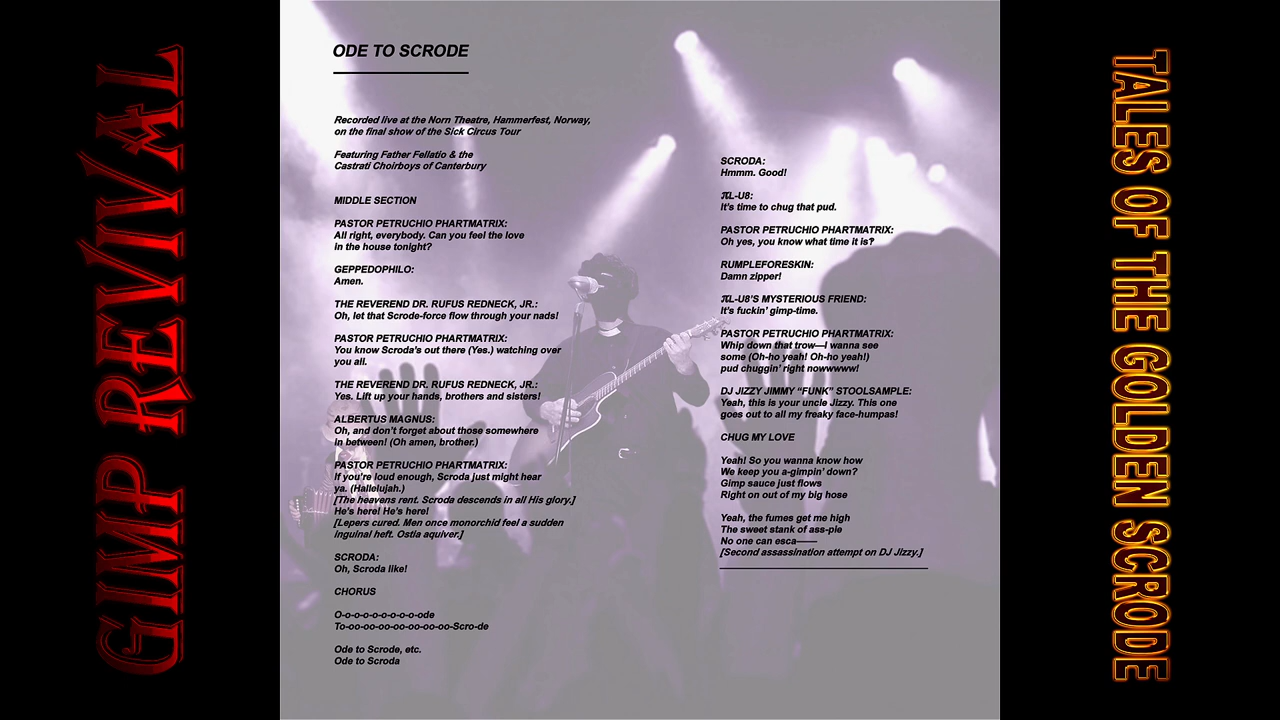 GIMP REVIVAL
ODE TO SCRODE
Recorded live at the Norn Theatre, Hammerfest, Norway,
on the final show of the Sick Circus Tour
Featuring Father Fellatio & the
Castrati Choirboys of Canterbury
MIDDLE SECTION
PASTOR PETRUCHIO PHARTMATRIX:
All right, everybody. Can you feel the love
in the house tonight?
GEPPEDOPHILO:
Amen.
THE REVEREND DR. RUFUS REDNECK, JR.:
Oh, let that Scrode-force flow through your nads!
PASTOR PETRUCHIO PHARTMATRIX:
You know Scroda's out there (Yes.) watching over
you all.
THE REVEREND DR. RUFUS REDNECK, JR.:
Yes. Lift up your hands, brothers and sisters!
ALBERTUS MAGNUS:
Oh, and don't forget about those somewhere
in between! (Oh amen, brother.)
PASTOR PETRUCHIO PHARTMATRIX:
If you're loud enough, Scroda just might hear
ya. (Hallelujah.)
[The heavens rent. Scroda descends in all His glory.]
He's here! He's here!
[Lepers cured. Men once monorchid feel a sudden
inguinal heft. Ostia aquiver.]
SCRODA:
Oh, Scroda like!
CHORUS
O-o-o-o-o-o-o-o-o-ode
To-oo-oo-oo-oo-oo-oo-oo-Scro-de
Ode to Scrode, etc.
Ode to Scroda
SCRODA:
Hmmm. Good!
πL-U8:
It's time to chug that pud.
PASTOR PETRUCHIO PHARTMATRIX:
Oh yes, you know what time it is?
RUMPLEFORESKIN:
Damn zipper!
πL-U8'S MYSTERIOUS FRIEND:
It's fuckin' gimp-time.
PASTOR PETRUCHIO PHARTMATRIX:
Whip down that trow—I wanna see
some (Oh-ho yeah! Oh-ho yeah!)
pud chuggin' right nowwwww!
DJ JIZZY JIMMY “FUNK” STOOLSAMPLE:
Yeah, this is your uncle Jizzy. This one
goes out to all my freaky face-humpas!
CHUG MY LOVE
Yeah! So you wanna know how
We keep you a-gimpin' down?
Gimp sauce just flows
Right on out of my big hose
Yeah, the fumes get me high
The sweet stank of ass-pie
No one can esca——
[Second assassination attempt on DJ Jizzy.]
TALES OF THE GOLDEN SCRODE